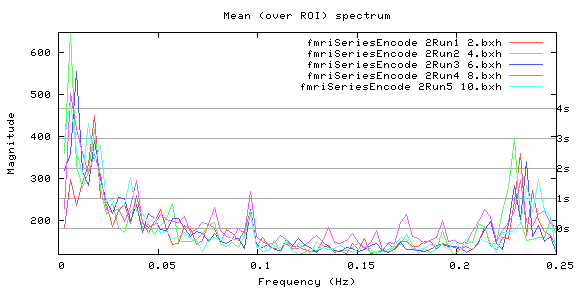 Mean (over ROI) spectrum
fmriSeriesEncode 2Run1 2.bxh
fmriSeriesEncode 2Run2 4.bxh
fmriSeriesEncode 2Run3 6.bxh
fmriSeriesEncode 2Run4 8.bxh
fmriSeriesEncode 2Run5 10.bxh
600
500
400
300
200
Magnitude
4s
3s
2s
1s
0s
0 0.05 0.1 0.15 0.2 0.25
Frequency (Hz)